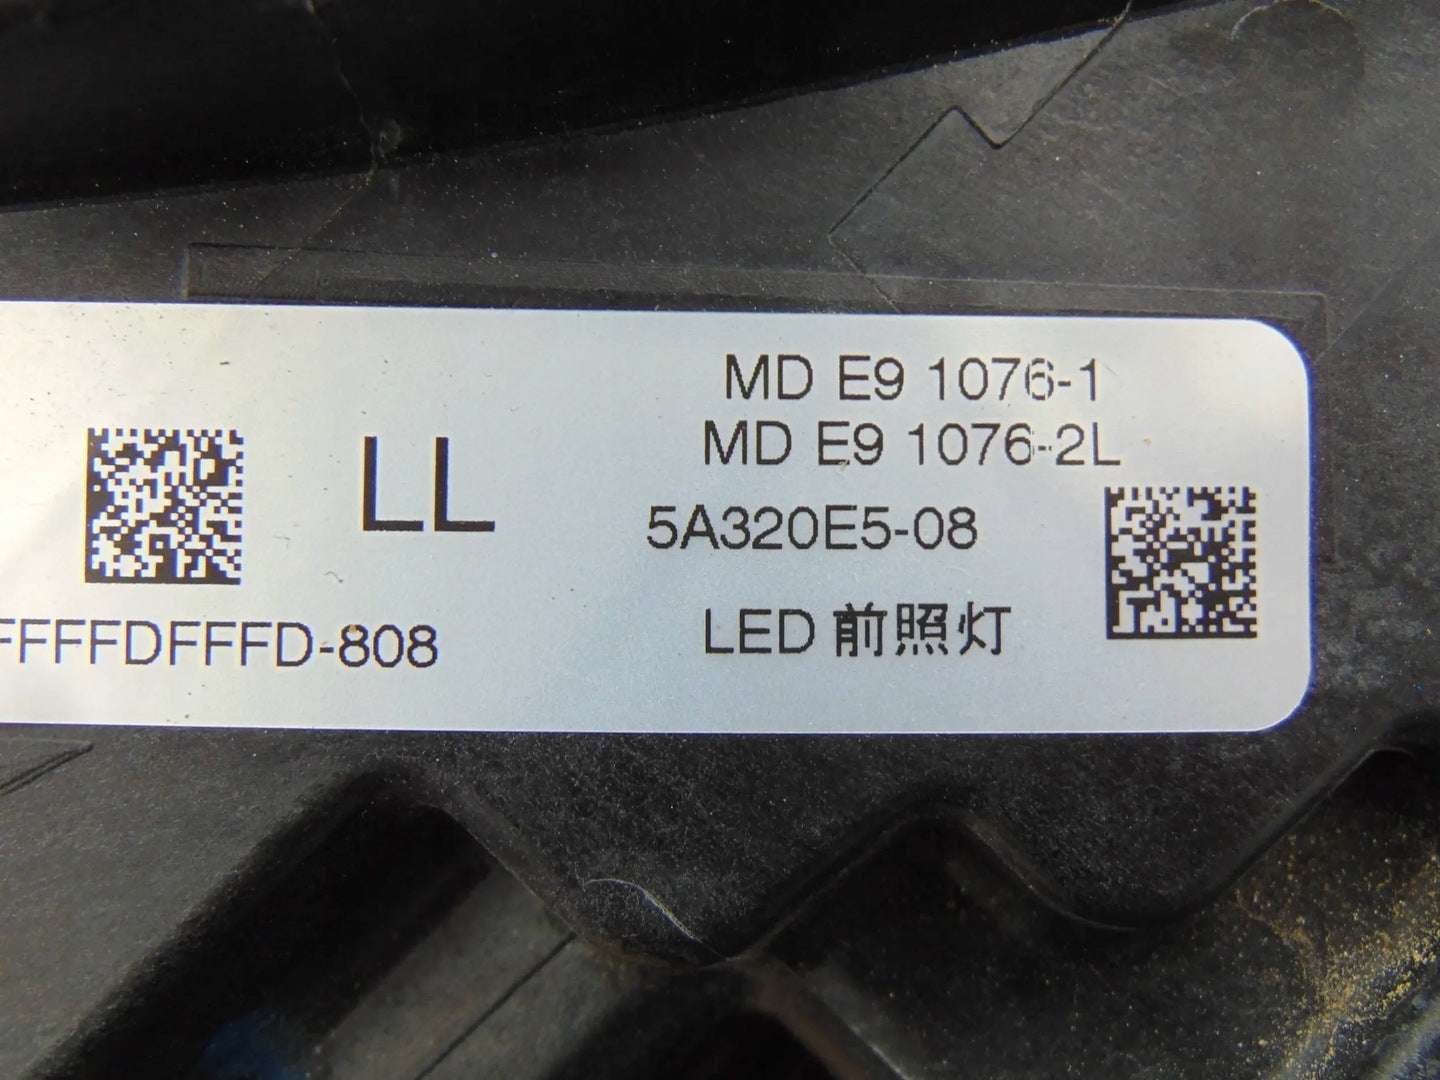 MD E9 1076-1
MD E9 1076-2L
LL
5A320E5-08
FFFFDFFFD-808
LED 前照灯